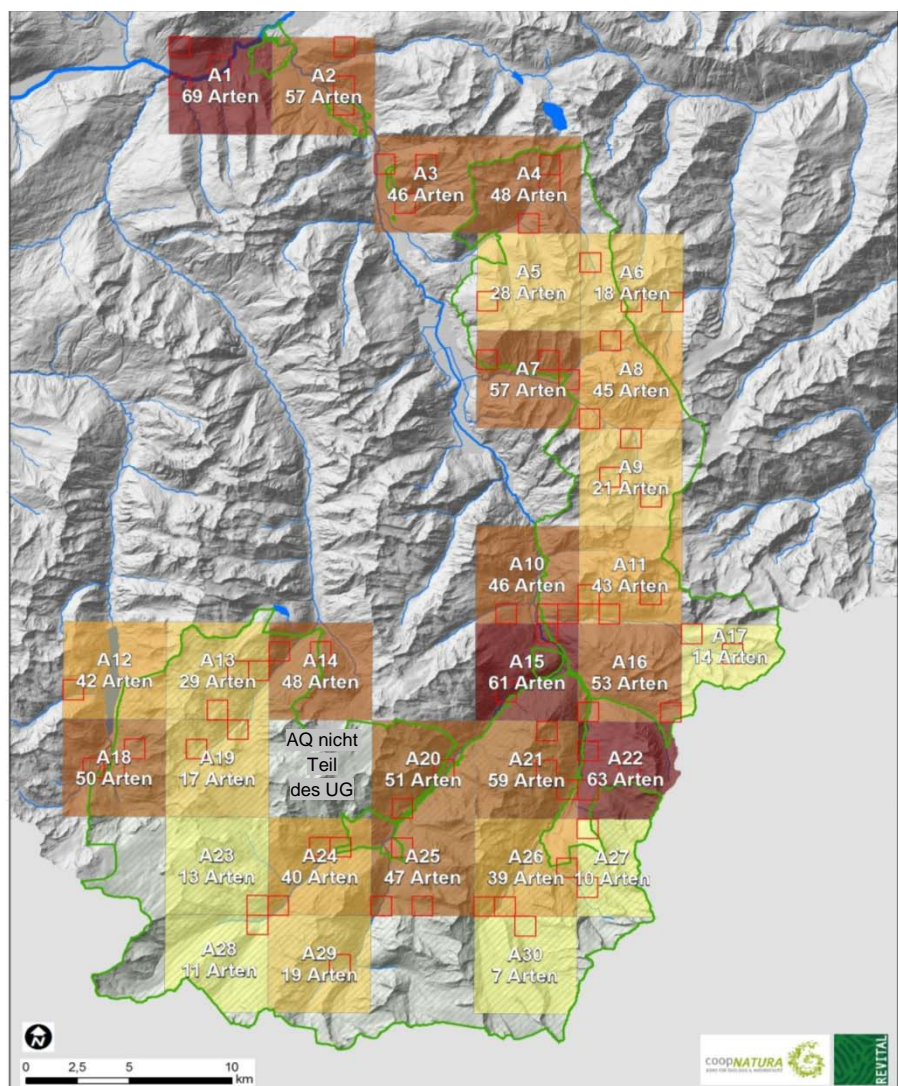 A1
69 Arten
A2
57 Arten
A3
46 Arten
A4
48 Arten
A5
28 Arten
A6
18 Arten
A7
57 Arten
A8
45 Arten
A9
21 Arten
A10
46 Arten
A11
43 Arten
A12
42 Arten
A13
29 Arten
A14
48 Arten
A15
61 Arten
A16
53 Arten
A17
14 Arten
A18
50 Arten
A19
17 Arten
AQ nicht
Teil
des UG
A20
51 Arten
A21
59 Arten
A22
63 Arten
A23
13 Arten
A24
40 Arten
A25
47 Arten
A26
39 Arten
A27
10 Arten
A28
11 Arten
A29
19 Arten
A30
7 Arten
N
0 2,5 5 10
km
coopNATURA
BÜRO FÜR ÖKOLOGIE & NATURSCHUTZ
REVITAL